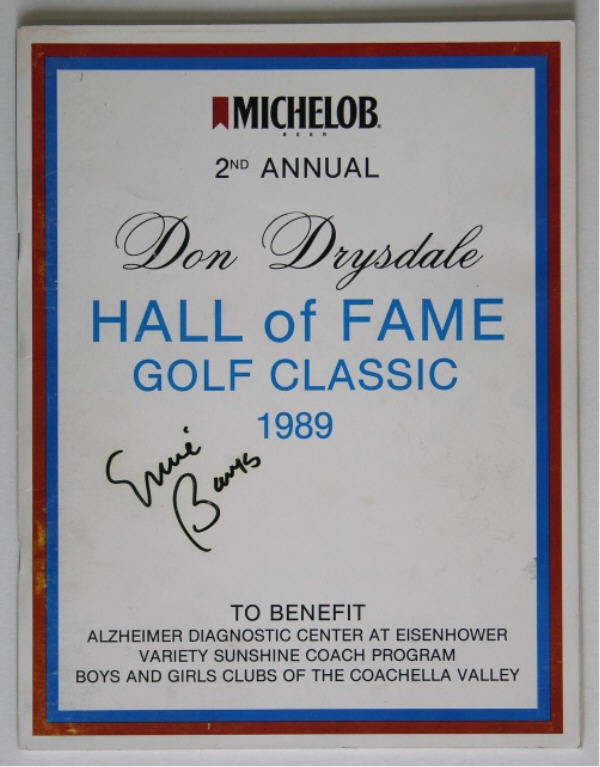 MICHELOB
BEER
2ND ANNUAL
Don Drysdale
HALL of FAME
GOLF CLASSIC
1989
Ernie
Banks
TO BENEFIT
ALZHEIMER DIAGNOSTIC CENTER AT EISENHOWER
VARIETY SUNSHINE COACH PROGRAM
BOYS AND GIRLS CLUBS OF THE COACHELLA VALLEY